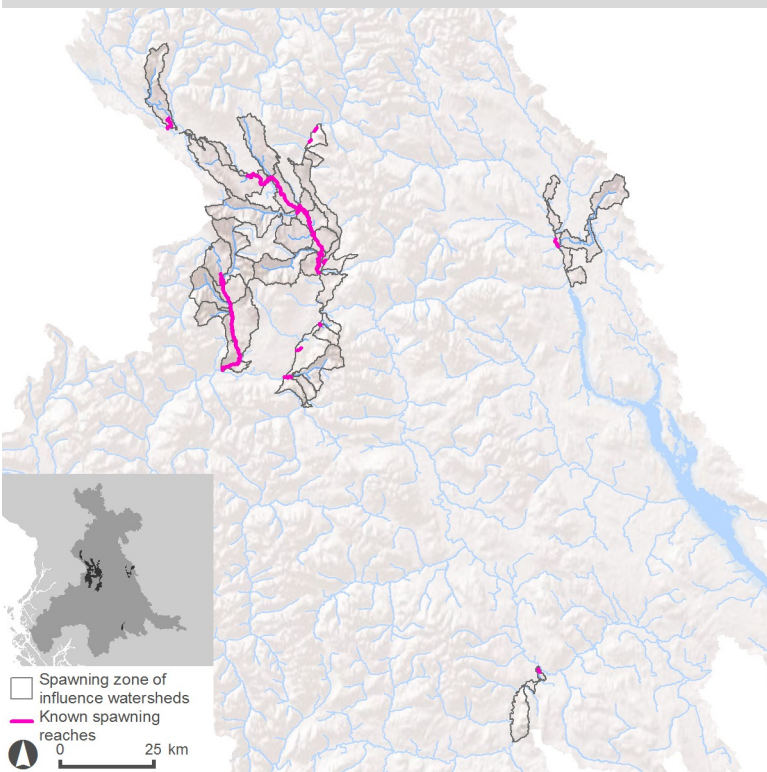 Spawning zone of
influence watersheds
Known spawning
reaches
0 25 km